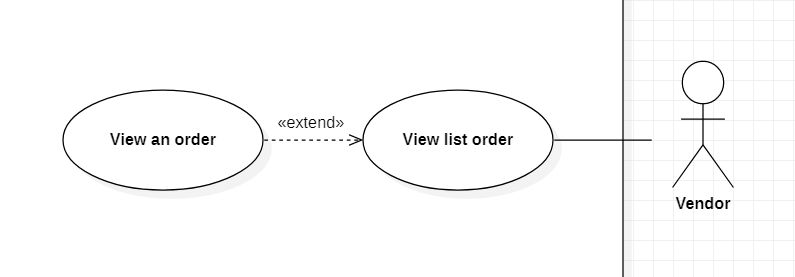 «extend»
View an order
View list order
Vendor